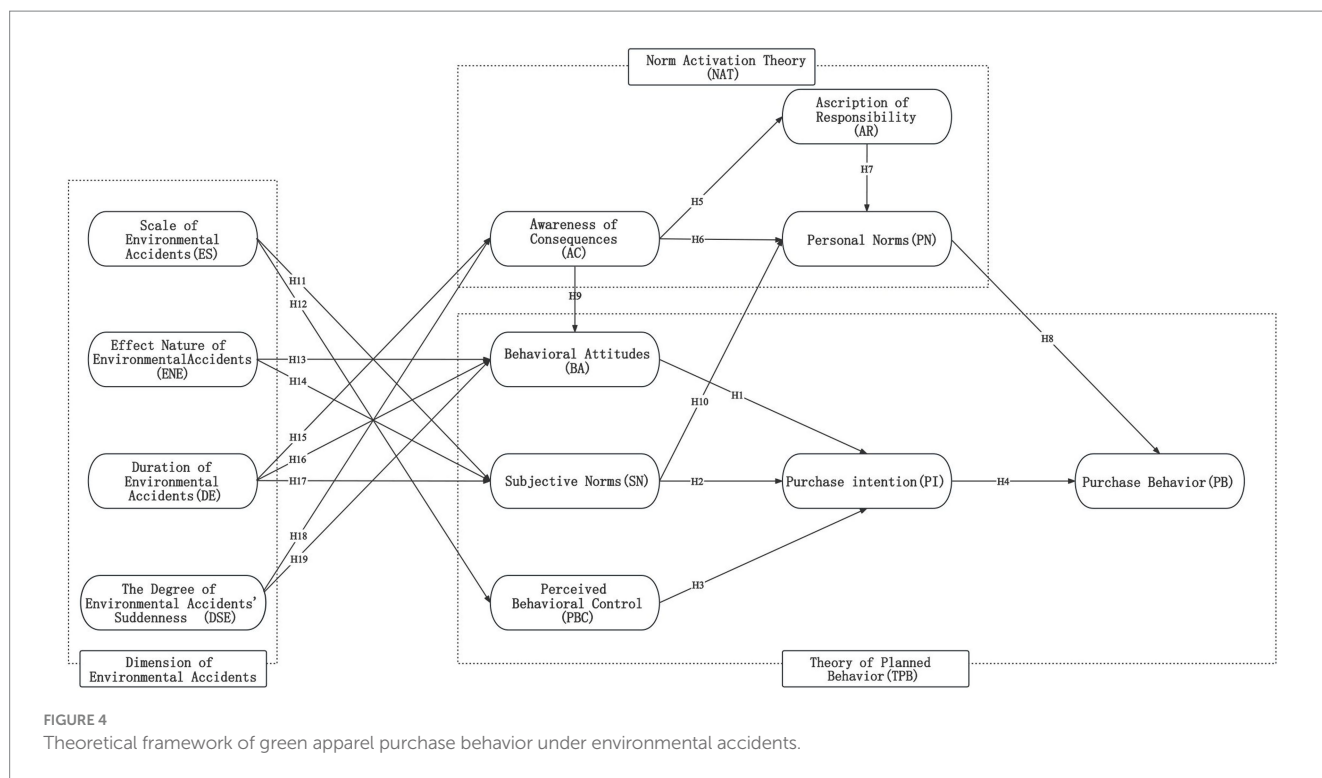 Norm Activation Theory
(NAT)
Ascription of
Responsibility
(AR)
H7
H5
Scale of
Environmental
Accidents(ES)
Awareness of
Consequences
(AC)
H6
Personal Norms(PN)
H11
H12
H9
Effect Nature of
EnvironmentalAccidents
(ENE)
H13
H14
Behavioral Attitudes
(BA)
H1
H8
H10
H15
H16
H17
Duration of
Environmental
Accidents(DE)
Subjective Norms(SN)
H2
Purchase intention(PI)
H4
Purchase Behavior(PB)
H18
H19
The Degree of
Environmental Accidents'
Suddenness (DSE)
Perceived
Behavioral Control
(PBC)
H3
Dimension of
Environmental Accidents
Theory of Planned
Behavior(TPB)
FIGURE 4
Theoretical framework of green apparel purchase behavior under environmental accidents.